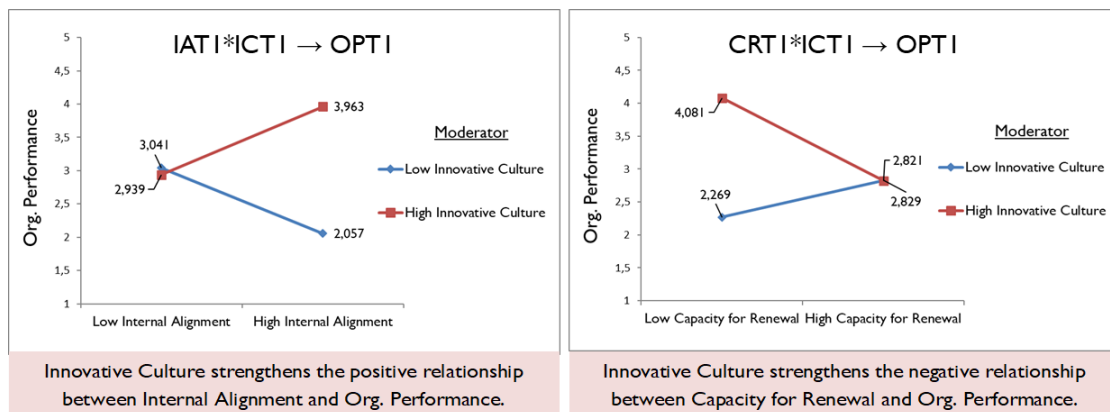 IAT1*ICT1 → OPT1
Org. Performance
5
4,5
4
3,5
3
2,5
2
1,5
1
3,041
2,939
3,963
2,057
Low Internal Alignment
High Internal Alignment
Moderator
Low Innovative Culture
High Innovative Culture
Innovative Culture strengthens the positive relationship
between Internal Alignment and Org. Performance.
CRT1*ICT1 → OPT1
Org. Performance
5
4,5
4
3,5
3
2,5
2
1,5
1
4,081
2,269
2,821
2,829
Low Capacity for Renewal
High Capacity for Renewal
Moderator
Low Innovative Culture
High Innovative Culture
Innovative Culture strengthens the negative relationship
between Capacity for Renewal and Org. Performance.